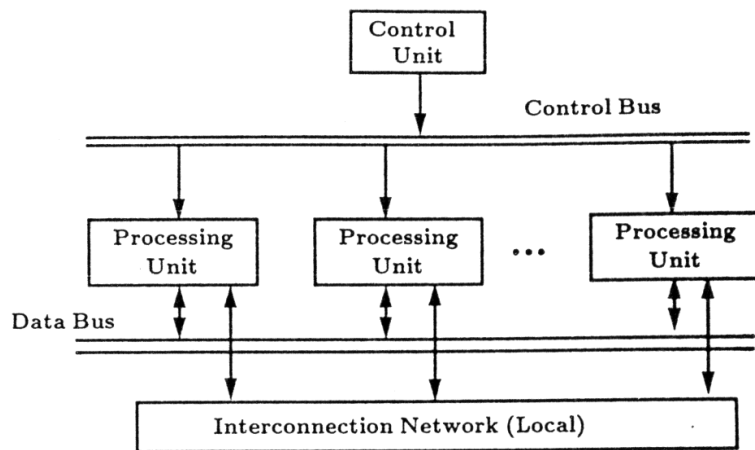 Control
Unit
Control Bus
Processing
Unit
Processing
Unit
...
Processing
Unit
Data Bus
Interconnection Network (Local)